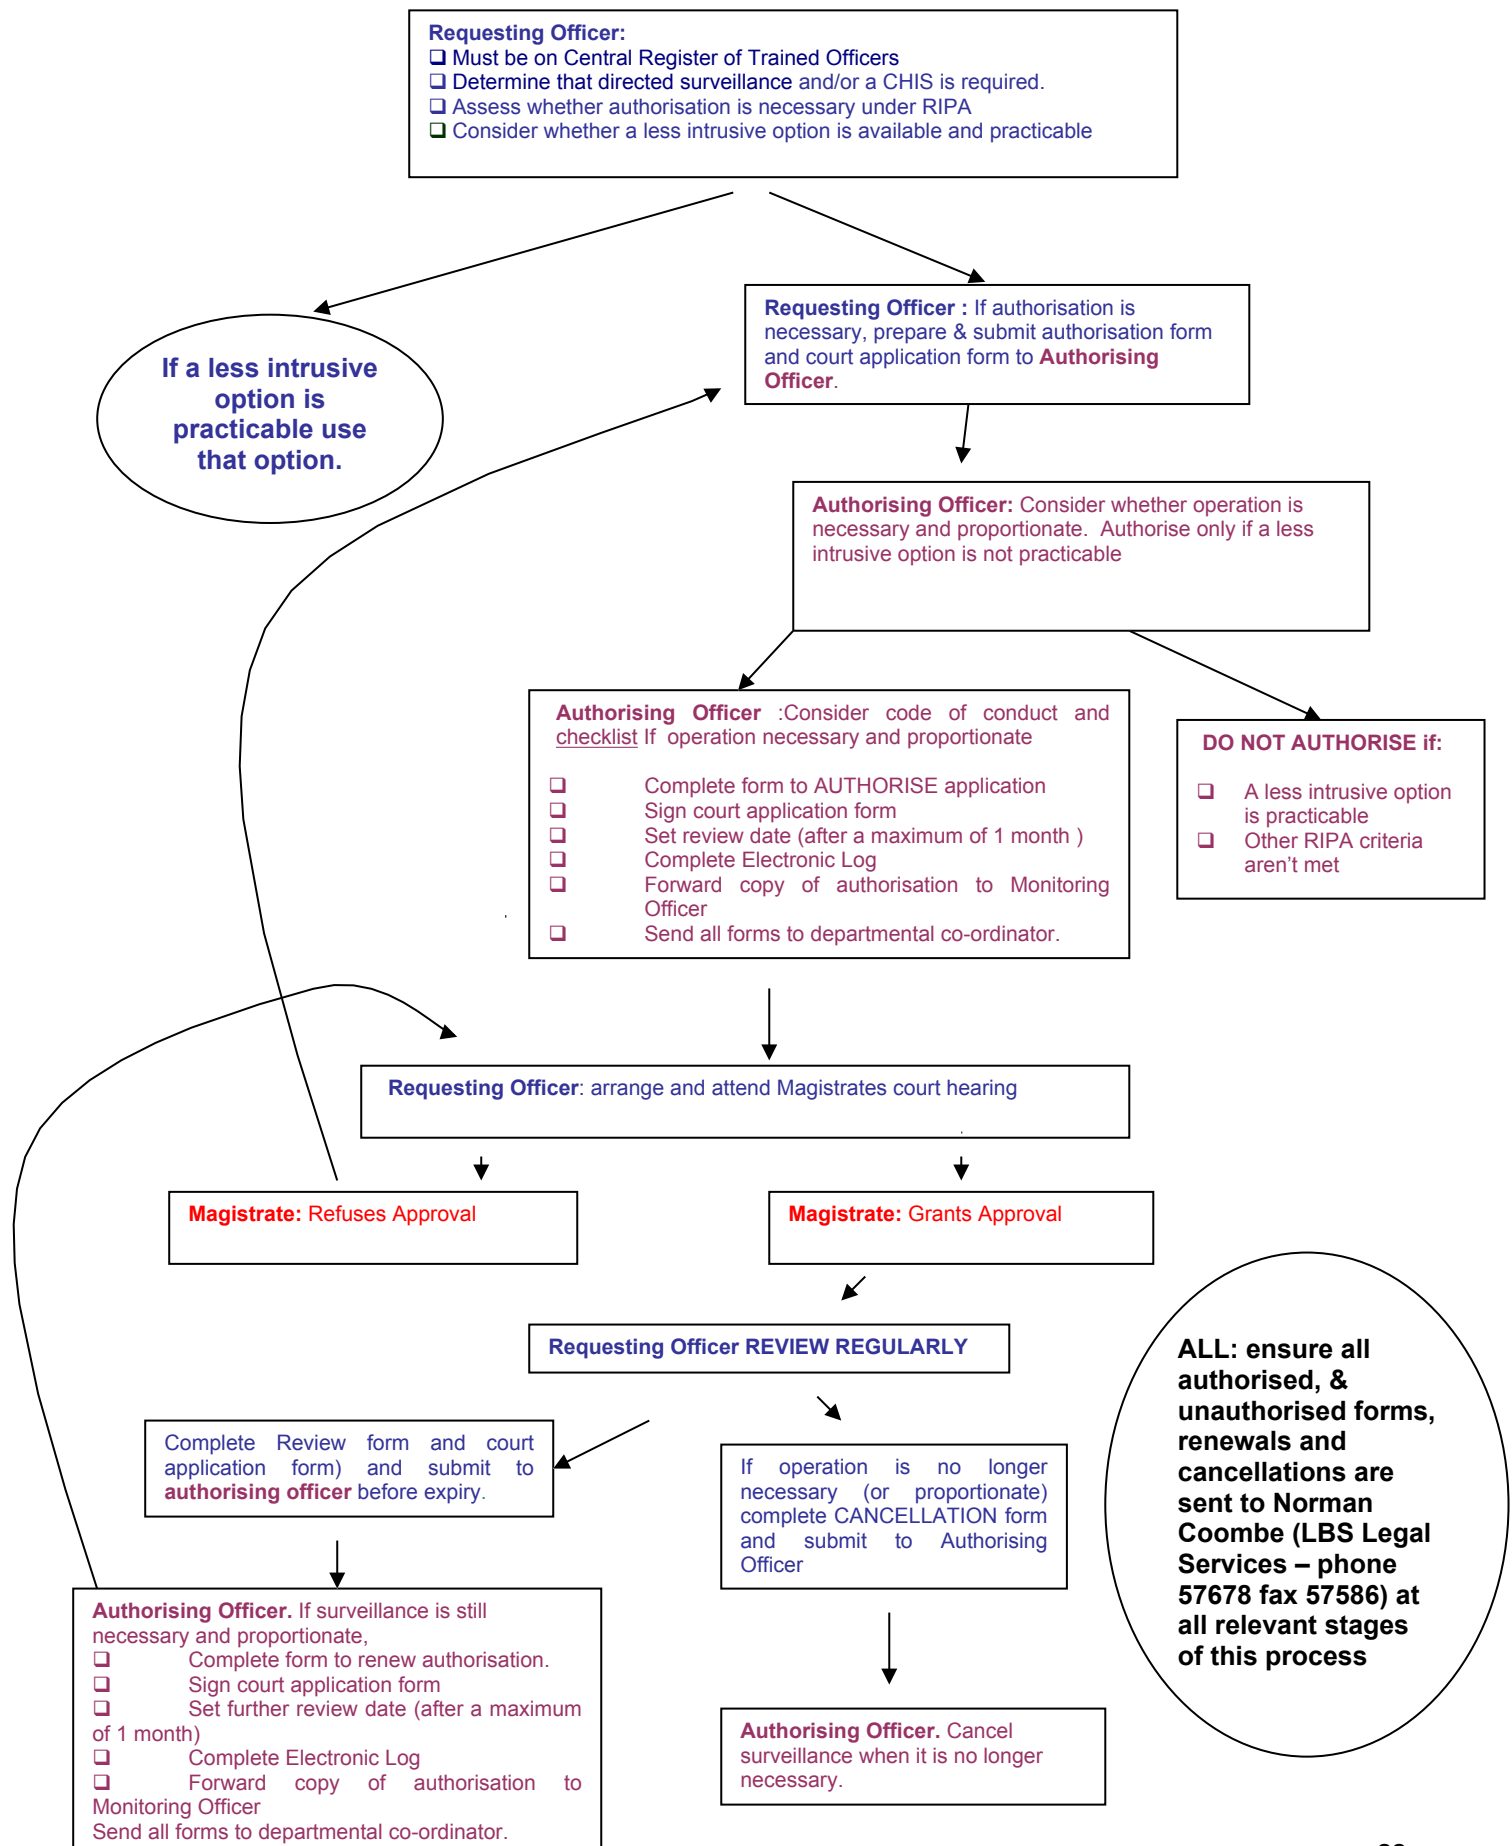 Requesting Officer:
❑ Must be on Central Register of Trained Officers
❑ Determine that directed surveillance and/or a CHIS is required.
❑ Assess whether authorisation is necessary under RIPA
❑ Consider whether a less intrusive option is available and practicable
If a less intrusive
option is
practicable use
that option.
Requesting Officer : If authorisation is
necessary, prepare & submit authorisation form
and court application form to Authorising
Officer.
Authorising Officer: Consider whether operation is
necessary and proportionate. Authorise only if a less
intrusive option is not practicable
Authorising Officer :Consider code of conduct and
checklist If operation necessary and proportionate
❑ Complete form to AUTHORISE application
❑ Sign court application form
❑ Set review date (after a maximum of 1 month )
❑ Complete Electronic Log
❑ Forward copy of authorisation to Monitoring
Officer
❑ Send all forms to departmental co-ordinator.
DO NOT AUTHORISE if:
❑ A less intrusive option
is practicable
❑ Other RIPA criteria
aren't met
Requesting Officer: arrange and attend Magistrates court hearing
Magistrate: Refuses Approval
Magistrate: Grants Approval
Requesting Officer REVIEW REGULARLY
Complete Review form and court
application form) and submit to
authorising officer before expiry.
If operation is no longer
necessary (or proportionate)
complete CANCELLATION form
and submit to Authorising
Officer
ALL: ensure all
authorised, &
unauthorised forms,
renewals and
cancellations are
sent to Norman
Coombe (LBS Legal
Services – phone
57678 fax 57586) at
all relevant stages
of this process
Authorising Officer. If surveillance is still
necessary and proportionate,
❑ Complete form to renew authorisation.
❑ Sign court application form
❑ Set further review date (after a maximum
of 1 month)
❑ Complete Electronic Log
❑ Forward copy of authorisation to
Monitoring Officer
Send all forms to departmental co-ordinator.
Authorising Officer. Cancel
surveillance when it is no longer
necessary.